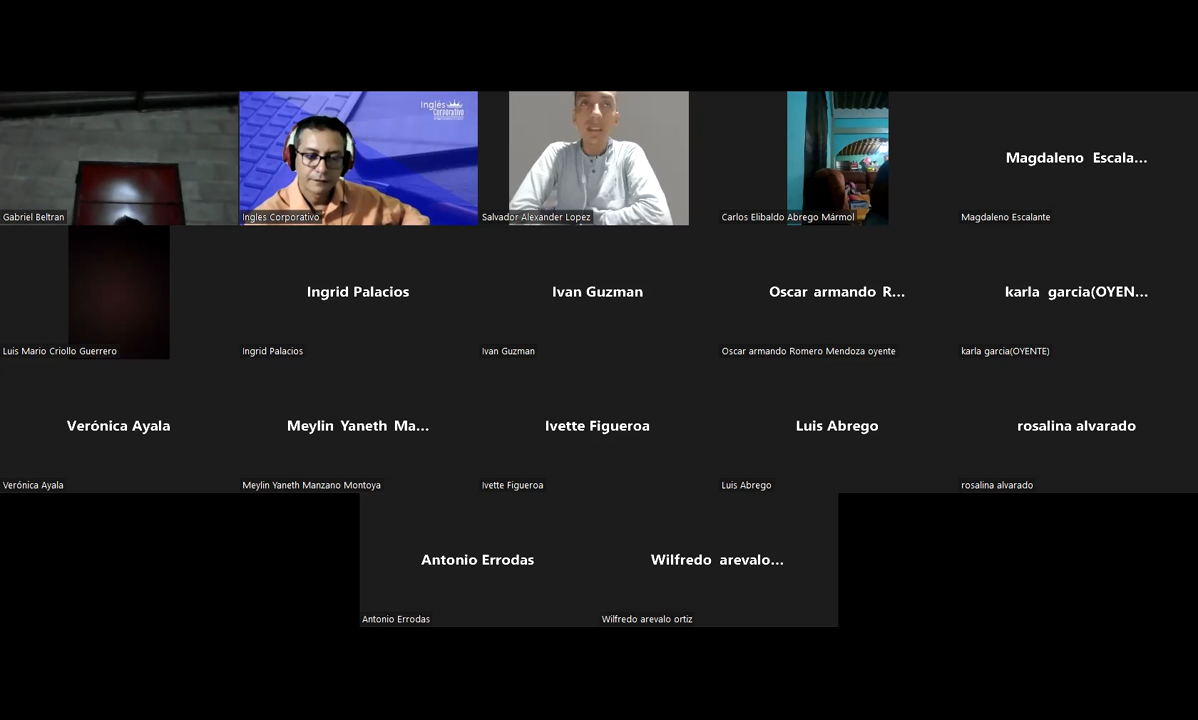 Inglés
Corporativo
Magdaleno Escala...
Gabriel Beltran
Ingles Corporativo
Salvador Alexander Lopez
Carlos Elibaldo Abrego Mármol
Magdaleno Escalante
Ingrid Palacios
Ivan Guzman
Oscar armando R...
karla garcia(OYEN...
Luis Mario Criollo Guerrero
Ingrid Palacios
Ivan Guzman
Oscar armando Romero Mendoza oyente
karla garcia(OYENTE)
Verónica Ayala
Meylin Yaneth Ma...
Ivette Figueroa
Luis Abrego
rosalina alvarado
Verónica Ayala
Meylin Yaneth Manzano Montoya
Ivette Figueroa
Luis Abrego
rosalina alvarado
Antonio Errodas
Wilfredo arevalo...
Antonio Errodas
Wilfredo arevalo ortiz